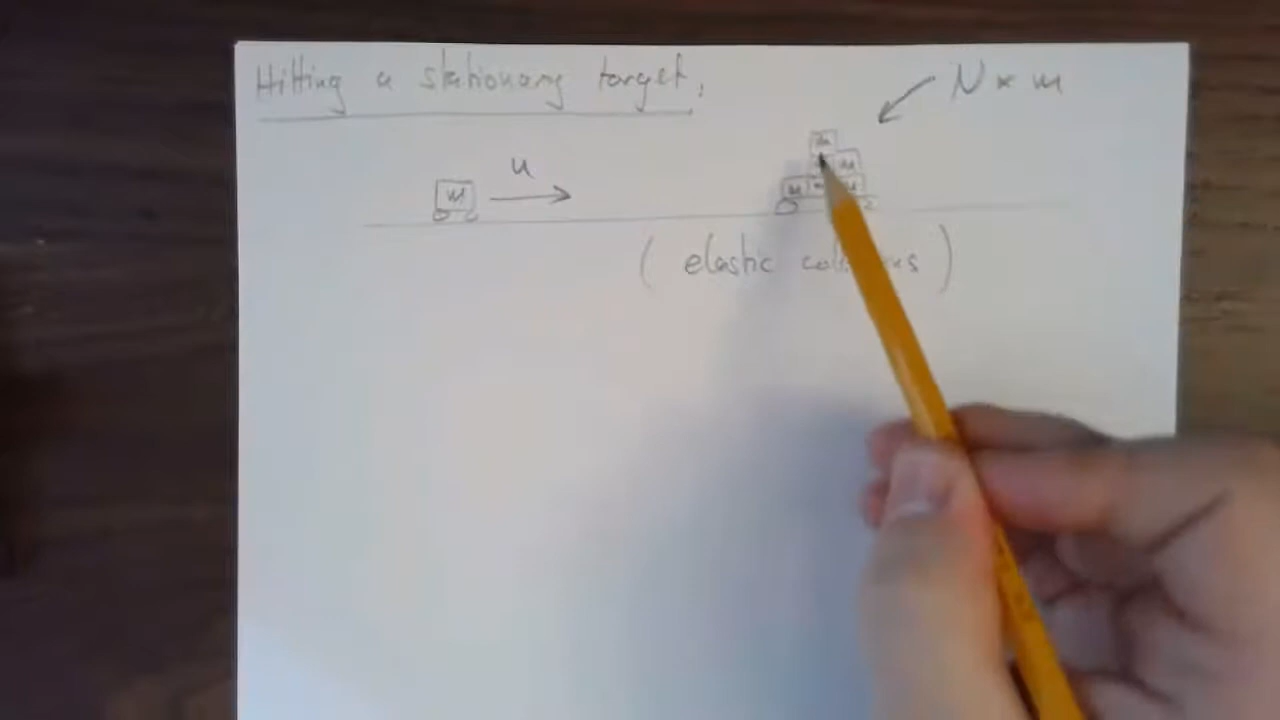 Hitting a stationary target.
N * m
m u
m
m
m m
(elastic